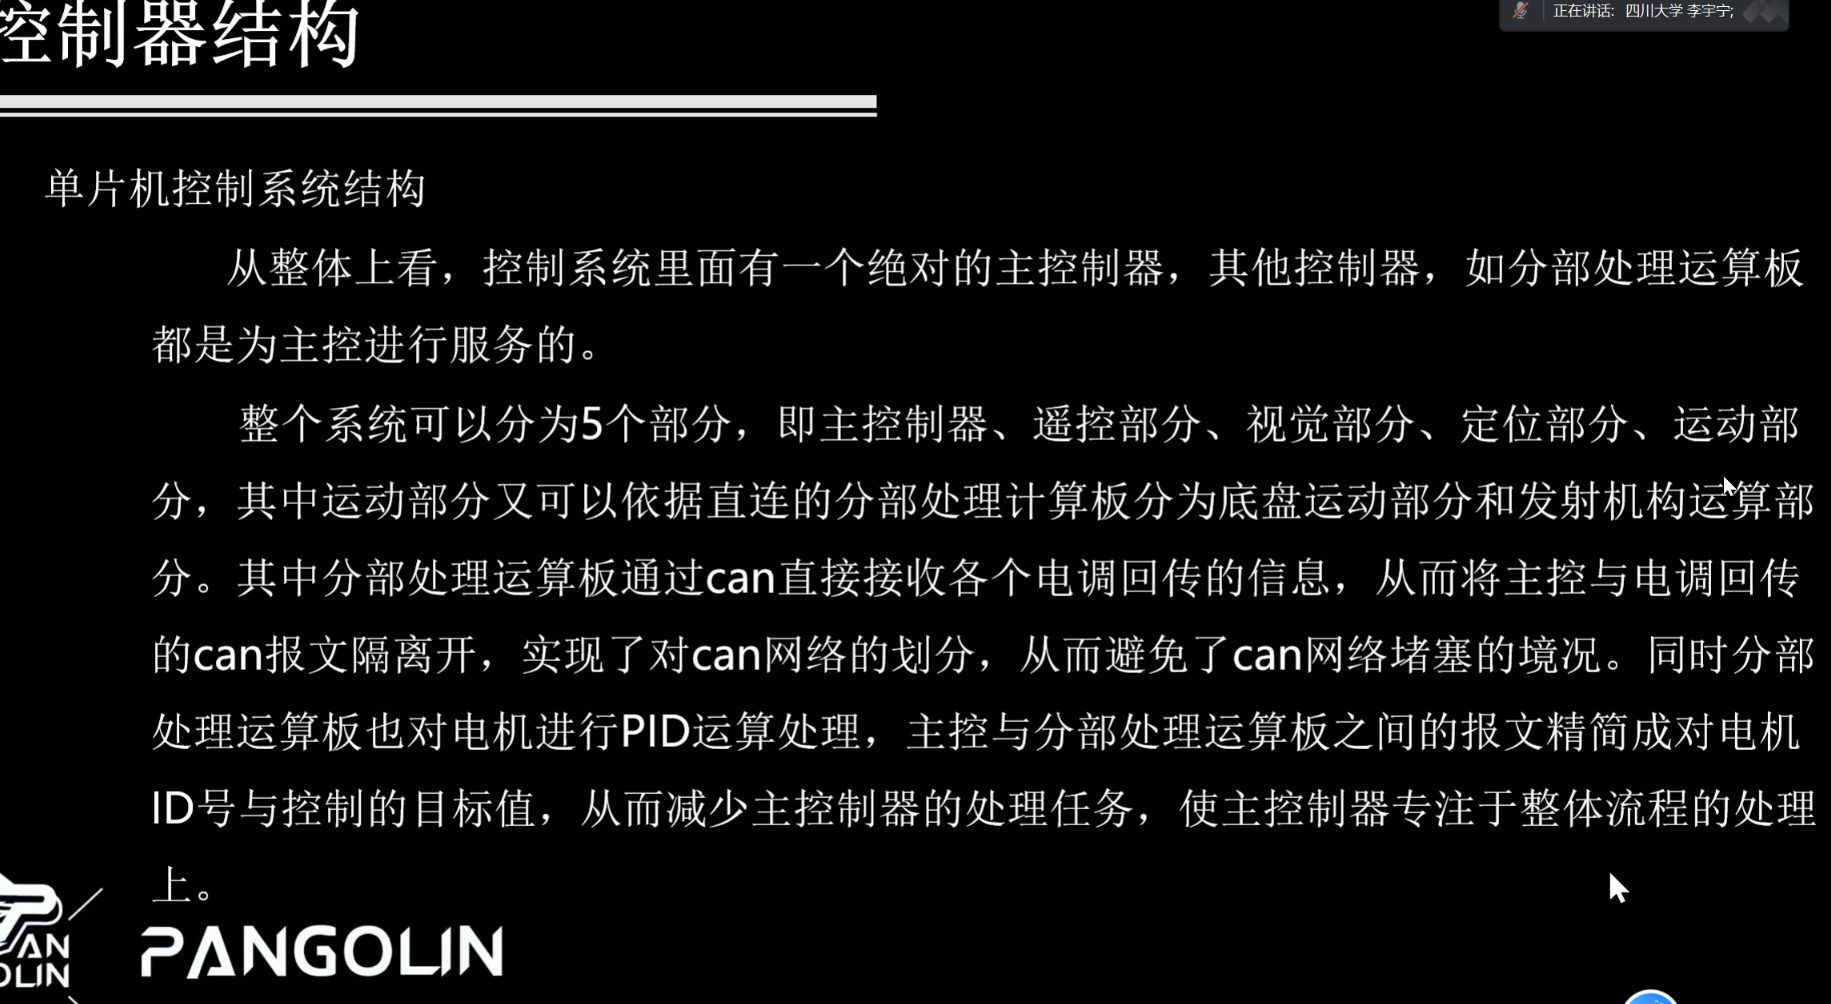 控制器结构
正在讲话: 四川大学 李宇宁;
单片机控制系统结构
从整体上看，控制系统里面有一个绝对的主控制器，其他控制器，如分部处理运算板
都是为主控进行服务的。
整个系统可以分为5个部分，即主控制器、遥控部分、视觉部分、定位部分、运动部
分，其中运动部分又可以依据直连的分部处理计算板分为底盘运动部分和发射机构运算部
分。其中分部处理运算板通过can直接接收各个电调回传的信息，从而将主控与电调回传
的can报文隔离开，实现了对can网络的划分，从而避免了can网络堵塞的境况。同时分部
处理运算板也对电机进行PID运算处理，主控与分部处理运算板之间的报文精简成对电机
ID号与控制的目标值，从而减少主控制器的处理任务，使主控制器专注于整体流程的处理
上。
AN
OLIN
PANGOLIN